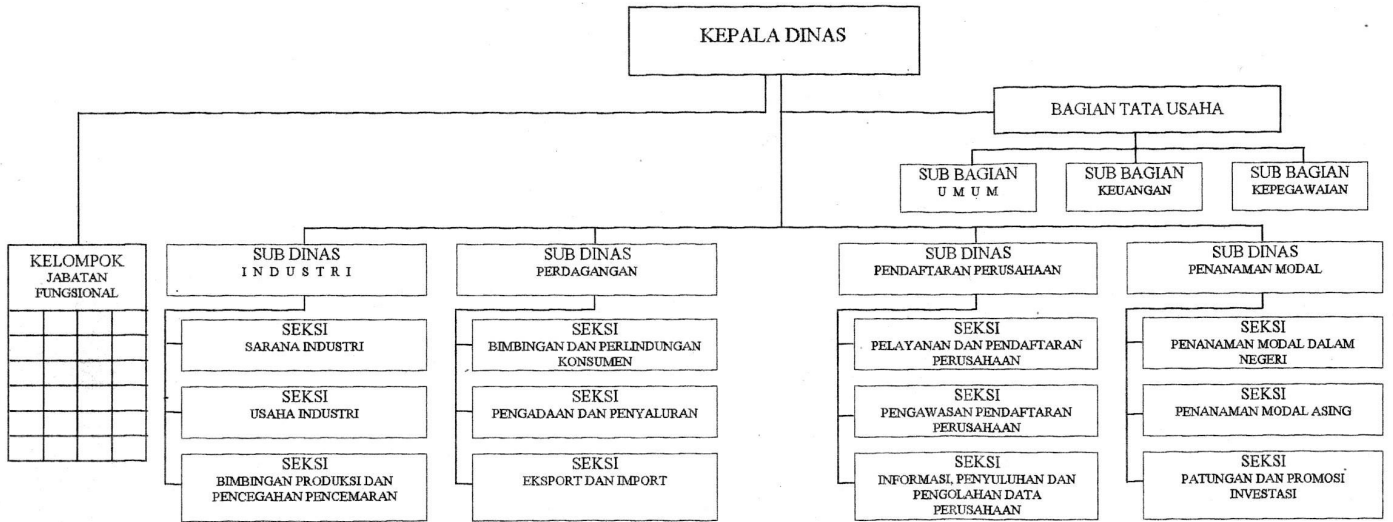 KEPALA DINAS
BAGIAN TATA USAHA
SUB BAGIAN
U M U M
SUB BAGIAN
KEUANGAN
SUB BAGIAN
KEPEGAWAIAN
KELOMPOK
JABATAN
FUNGSIONAL
SUB DINAS
I N D U S T R I
SEKSI
SARANA INDUSTRI
SEKSI
USAHA INDUSTRI
SEKSI
BIMBINGAN PRODUKSI DAN
PENCEGAHAN PENCEMARAN
SUB DINAS
PERDAGANGAN
SEKSI
BIMBINGAN DAN PERLINDUNGAN
KONSUMEN
SEKSI
PENGADAAN DAN PENYALURAN
SEKSI
EKSPORT DAN IMPORT
SUB DINAS
PENDAFTARAN PERUSAHAAN
SEKSI
PELAYANAN DAN PENDAFTARAN
PERUSAHAAN
SEKSI
PENGAWASAN PENDAFTARAN
PERUSAHAAN
SEKSI
INFORMASI, PENYULUHAN DAN
PENGOLAHAN DATA
PERUSAHAAN
SUB DINAS
PENANAMAN MODAL
SEKSI
PENANAMAN MODAL DALAM
NEGERI
SEKSI
PENANAMAN MODAL ASING
SEKSI
PATUNGAN DAN PROMOSI
INVESTASI